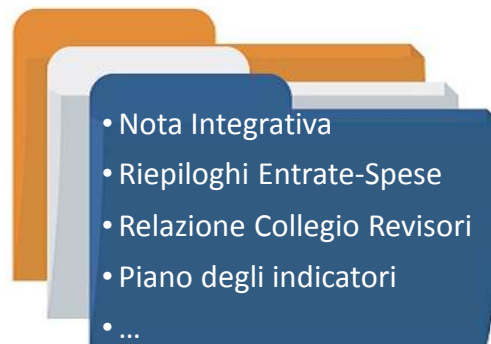 • Nota Integrativa
• Riepiloghi Entrate-Spese
• Relazione Collegio Revisori
• Piano degli indicatori
• ...